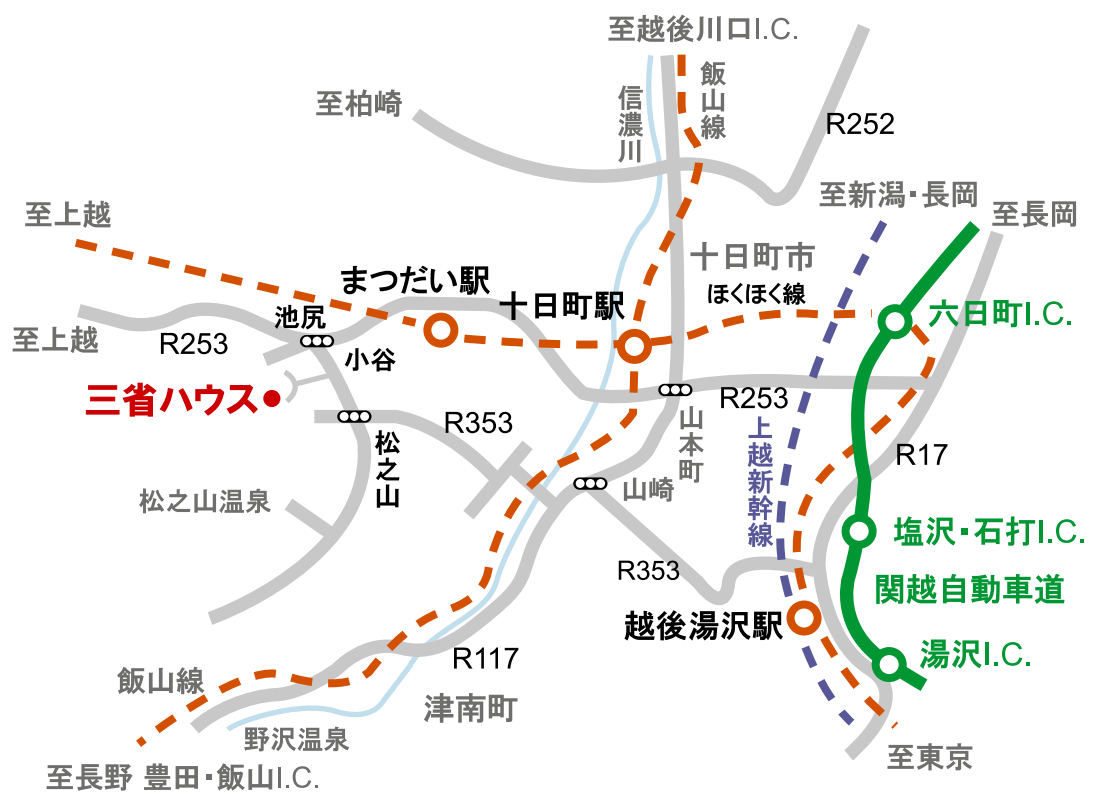 至越後川口I.C.
飯山線
信濃川
至柏崎
R252
至新潟・長岡
至長岡
至上越
十日町市
まつだい駅
十日町駅
ほくほく線
池尻
六日町I.C.
至上越
R253
小谷
三省ハウス
R253
R353
山本町
上越新幹線
R17
松之山
山崎
松之山温泉
塩沢・石打I.C.
R353
関越自動車道
越後湯沢駅
R117
湯沢I.C.
飯山線
津南町
野沢温泉
至東京
至長野 豊田・飯山I.C.